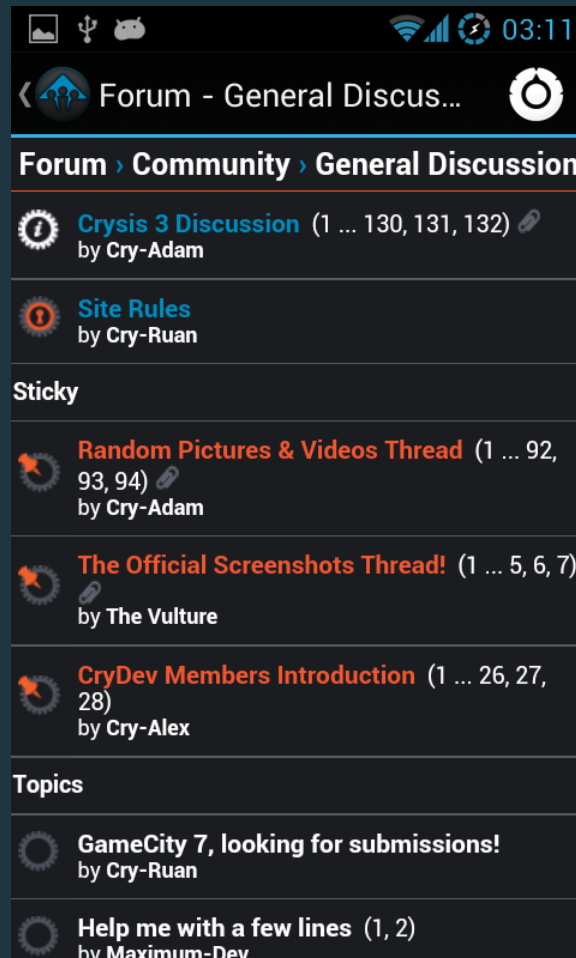 03:11
Forum - General Discus...
Forum › Community › General Discussion
Crysis 3 Discussion (1 ... 130, 131, 132)
by Cry-Adam
Site Rules
by Cry-Ruan
Sticky
Random Pictures & Videos Thread (1 ... 92,
93, 94)
by Cry-Adam
The Official Screenshots Thread! (1 ... 5, 6, 7)
by The Vulture
CryDev Members Introduction (1 ... 26, 27,
28)
by Cry-Alex
Topics
GameCity 7, looking for submissions!
by Cry-Ruan
Help me with a few lines (1, 2)
by Maximum-Dev